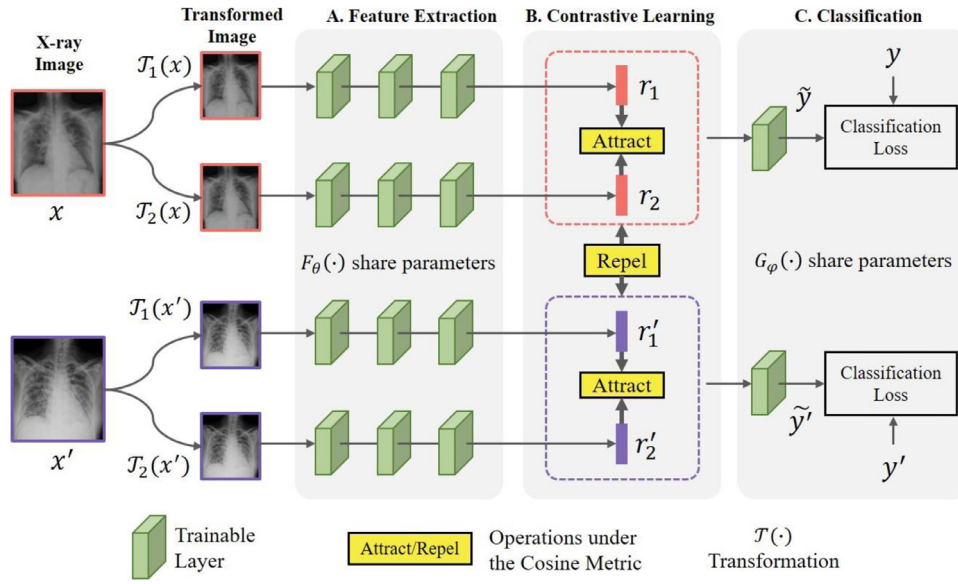 X-ray
Image
Transformed
Image
A. Feature Extraction
B. Contrastive Learning
C. Classification
𝒯₁(x)
x
𝒯₂(x)
r₁
Attract
r₂
y
ỹ
Classification
Loss
F_θ(·) share parameters
Repel
G_φ(·) share parameters
𝒯₁(x′)
x′
𝒯₂(x′)
r′₁
Attract
r′₂
Classification
Loss
ỹ′
y′
Trainable
Layer
Attract/Repel
Operations under
the Cosine Metric
𝒯(·)
Transformation